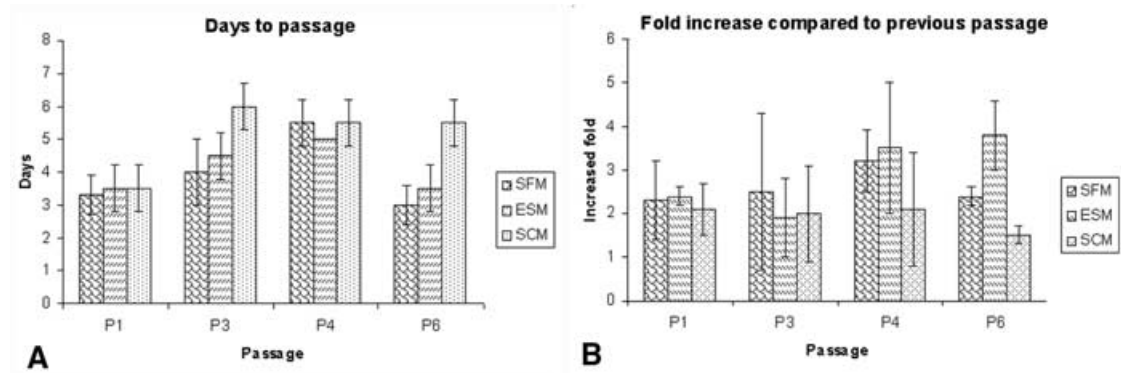 Days to passage
8
7
6
5
4
3
2
1
0
Days
P1 P3 P4 P6
Passage
SFM
ESM
SCM
A
Fold increase compared to previous passage
6
5
4
3
2
1
0
Increased fold
P1 P3 P4 P6
Passage
SFM
ESM
SCM
B